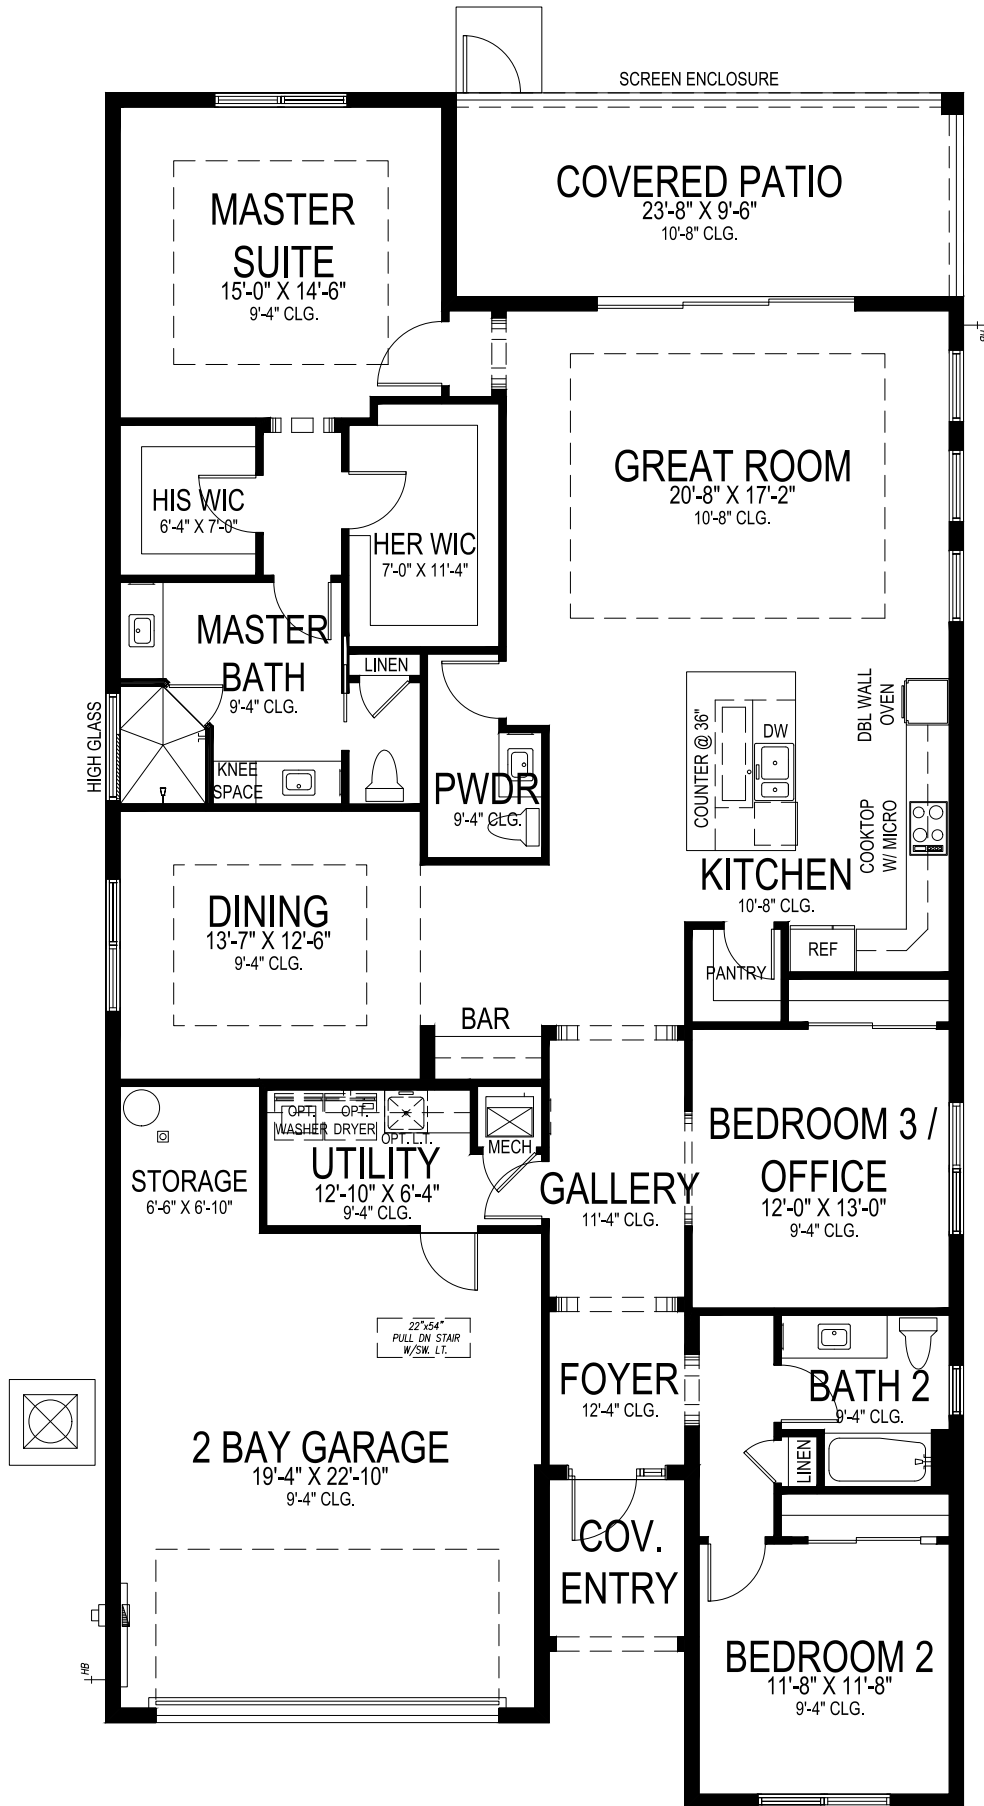 SCREEN ENCLOSURE
COVERED PATIO
23'-8" X 9'-6"
10'-8" CLG.
MASTER
SUITE
15'-0" X 14'-6"
9'-4" CLG.
HB
GREAT ROOM
20'-8" X 17'-2"
10'-8" CLG.
HIS WIC
6'-4" X 7'-0"
HER WIC
7'-0" X 11'-4"
MASTER
BATH
9'-4" CLG.
LINEN
HIGH GLASS
KNEE
SPACE
PWDR
9'-4" CLG.
COUNTER @ 36"
DW
DBL WALL
OVEN
COOKTOP
W/ MICRO
KITCHEN
10'-8" CLG.
DINING
13'-7" X 12'-6"
9'-4" CLG.
REF
PANTRY
BAR
OPT.
WASHER
OPT.
DRYER
OPT. L.T.
MECH
UTILITY
12'-10" X 6'-4"
9'-4" CLG.
STORAGE
6'-6" X 6'-10"
GALLERY
11'-4" CLG.
BEDROOM 3 /
OFFICE
12'-0" X 13'-0"
9'-4" CLG.
22"x54"
PULL DN STAIR
W/SW. LT.
FOYER
12'-4" CLG.
BATH 2
9'-4" CLG.
LINEN
2 BAY GARAGE
19'-4" X 22'-10"
9'-4" CLG.
COV.
ENTRY
HB
BEDROOM 2
11'-8" X 11'-8"
9'-4" CLG.